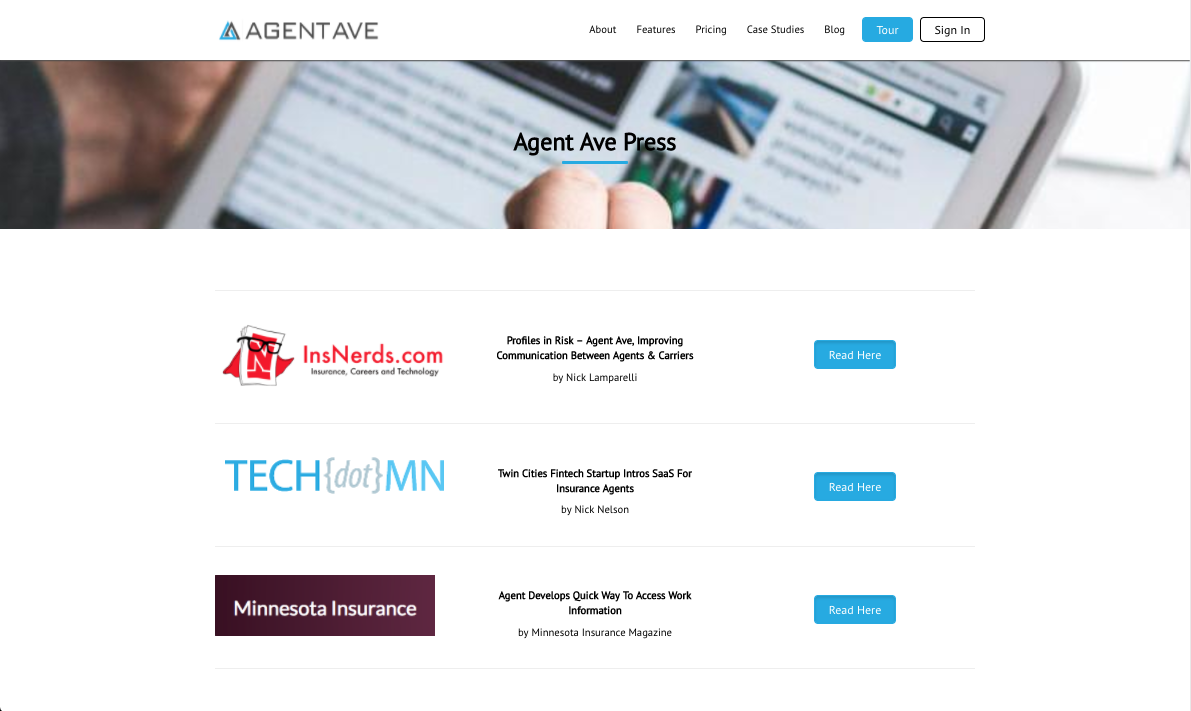 AGENTAVE
About Features Pricing Case Studies Blog Tour Sign In
Agent Ave Press
N
InsNerds.com
Insurance, Careers and Technology
Profiles in Risk – Agent Ave, Improving
Communication Between Agents & Carriers
by Nick Lamparelli
Read Here
TECH{dot}MN
Twin Cities Fintech Startup Intros SaaS For
Insurance Agents
by Nick Nelson
Read Here
Minnesota Insurance
Agent Develops Quick Way To Access Work
Information
by Minnesota Insurance Magazine
Read Here